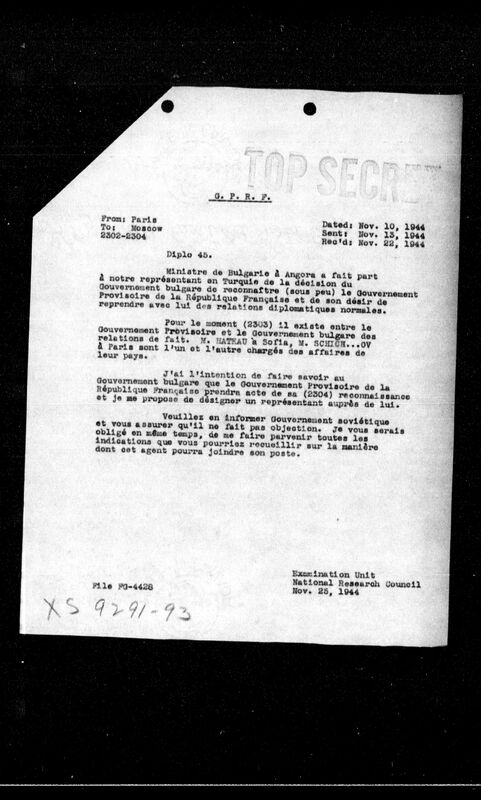 TOP SECRET
G. P. R. F.
From: Paris
To: Moscow
2302-2304
Dated: Nov. 10, 1944
Sent: Nov. 13, 1944
Rec'd: Nov. 22, 1944
Diplo 45.
Ministre de Bulgarie à Angora a fait part
à notre représentant en Turquie de la décision du
Gouvernement bulgare de reconnaître (sous peu) le Gouvernement
Provisoire de la République Française et de son désir de
reprendre avec lui des relations diplomatiques normales.
Pour le moment (2303) il existe entre le
Gouvernement Provisoire et le Gouvernement bulgare des
relations de fait. M. HATEAU à Sofia, M. SCHICH...OV
à Paris sont l'un et l'autre chargés des affaires de
leur pays.
J'ai l'intention de faire savoir au
Gouvernement bulgare que le Gouvernement Provisoire de la
République Française prendra acte de sa (2304) reconnaissance
et je me propose de désigner un représentant auprès de lui.
Veuillez en informer Gouvernement soviétique
et vous assurer qu'il ne fait pas objection. Je vous serais
obligé en même temps, de me faire parvenir toutes les
indications que vous pourriez recueillir sur la manière
dont cet agent pourra joindre son poste.
Examination Unit
National Research Council
Nov. 25, 1944
File FG-4428
XS 9291-93